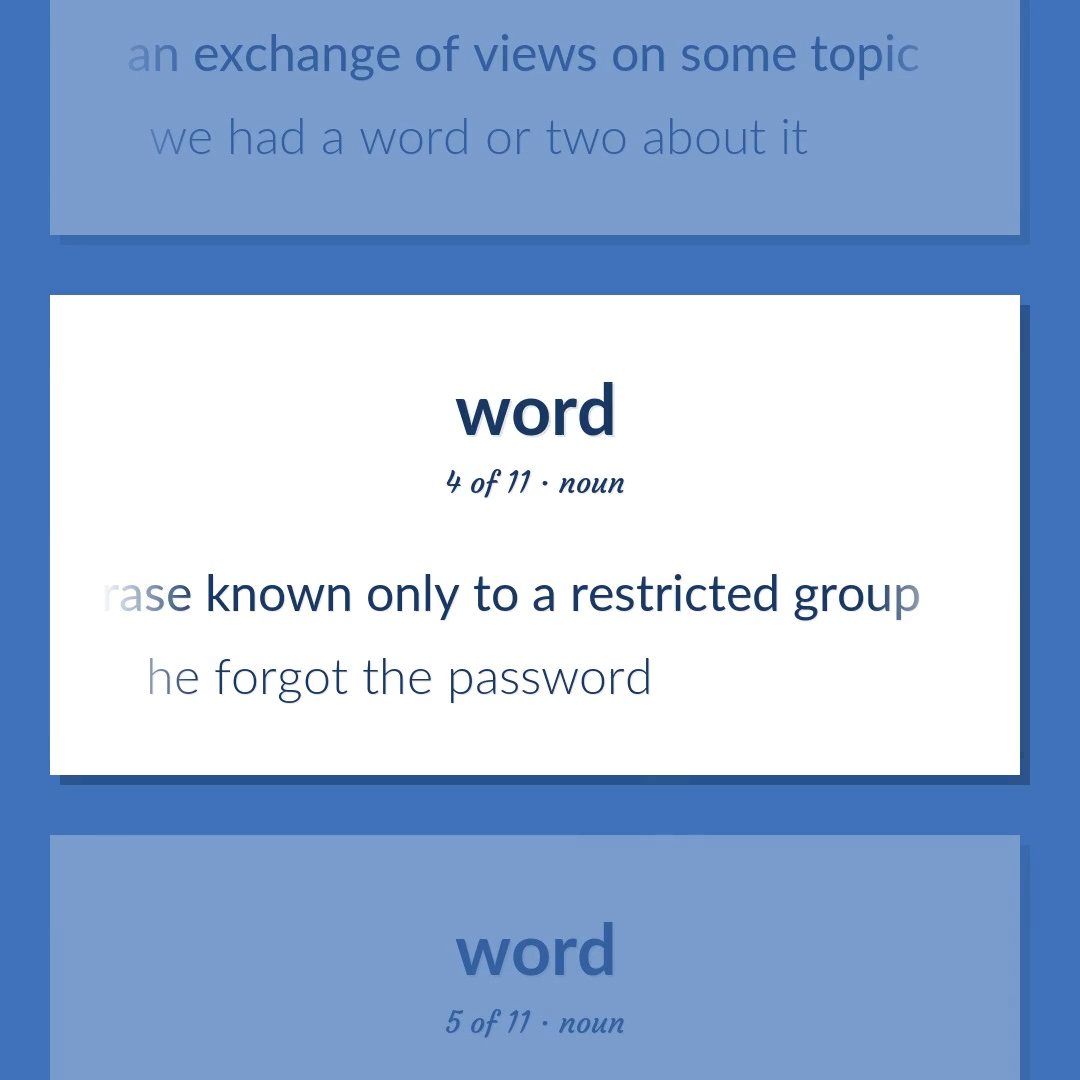 an exchange of views on some topic
we had a word or two about it
word
4 of 11 · noun
rase known only to a restricted group
he forgot the password
word
5 of 11 · noun